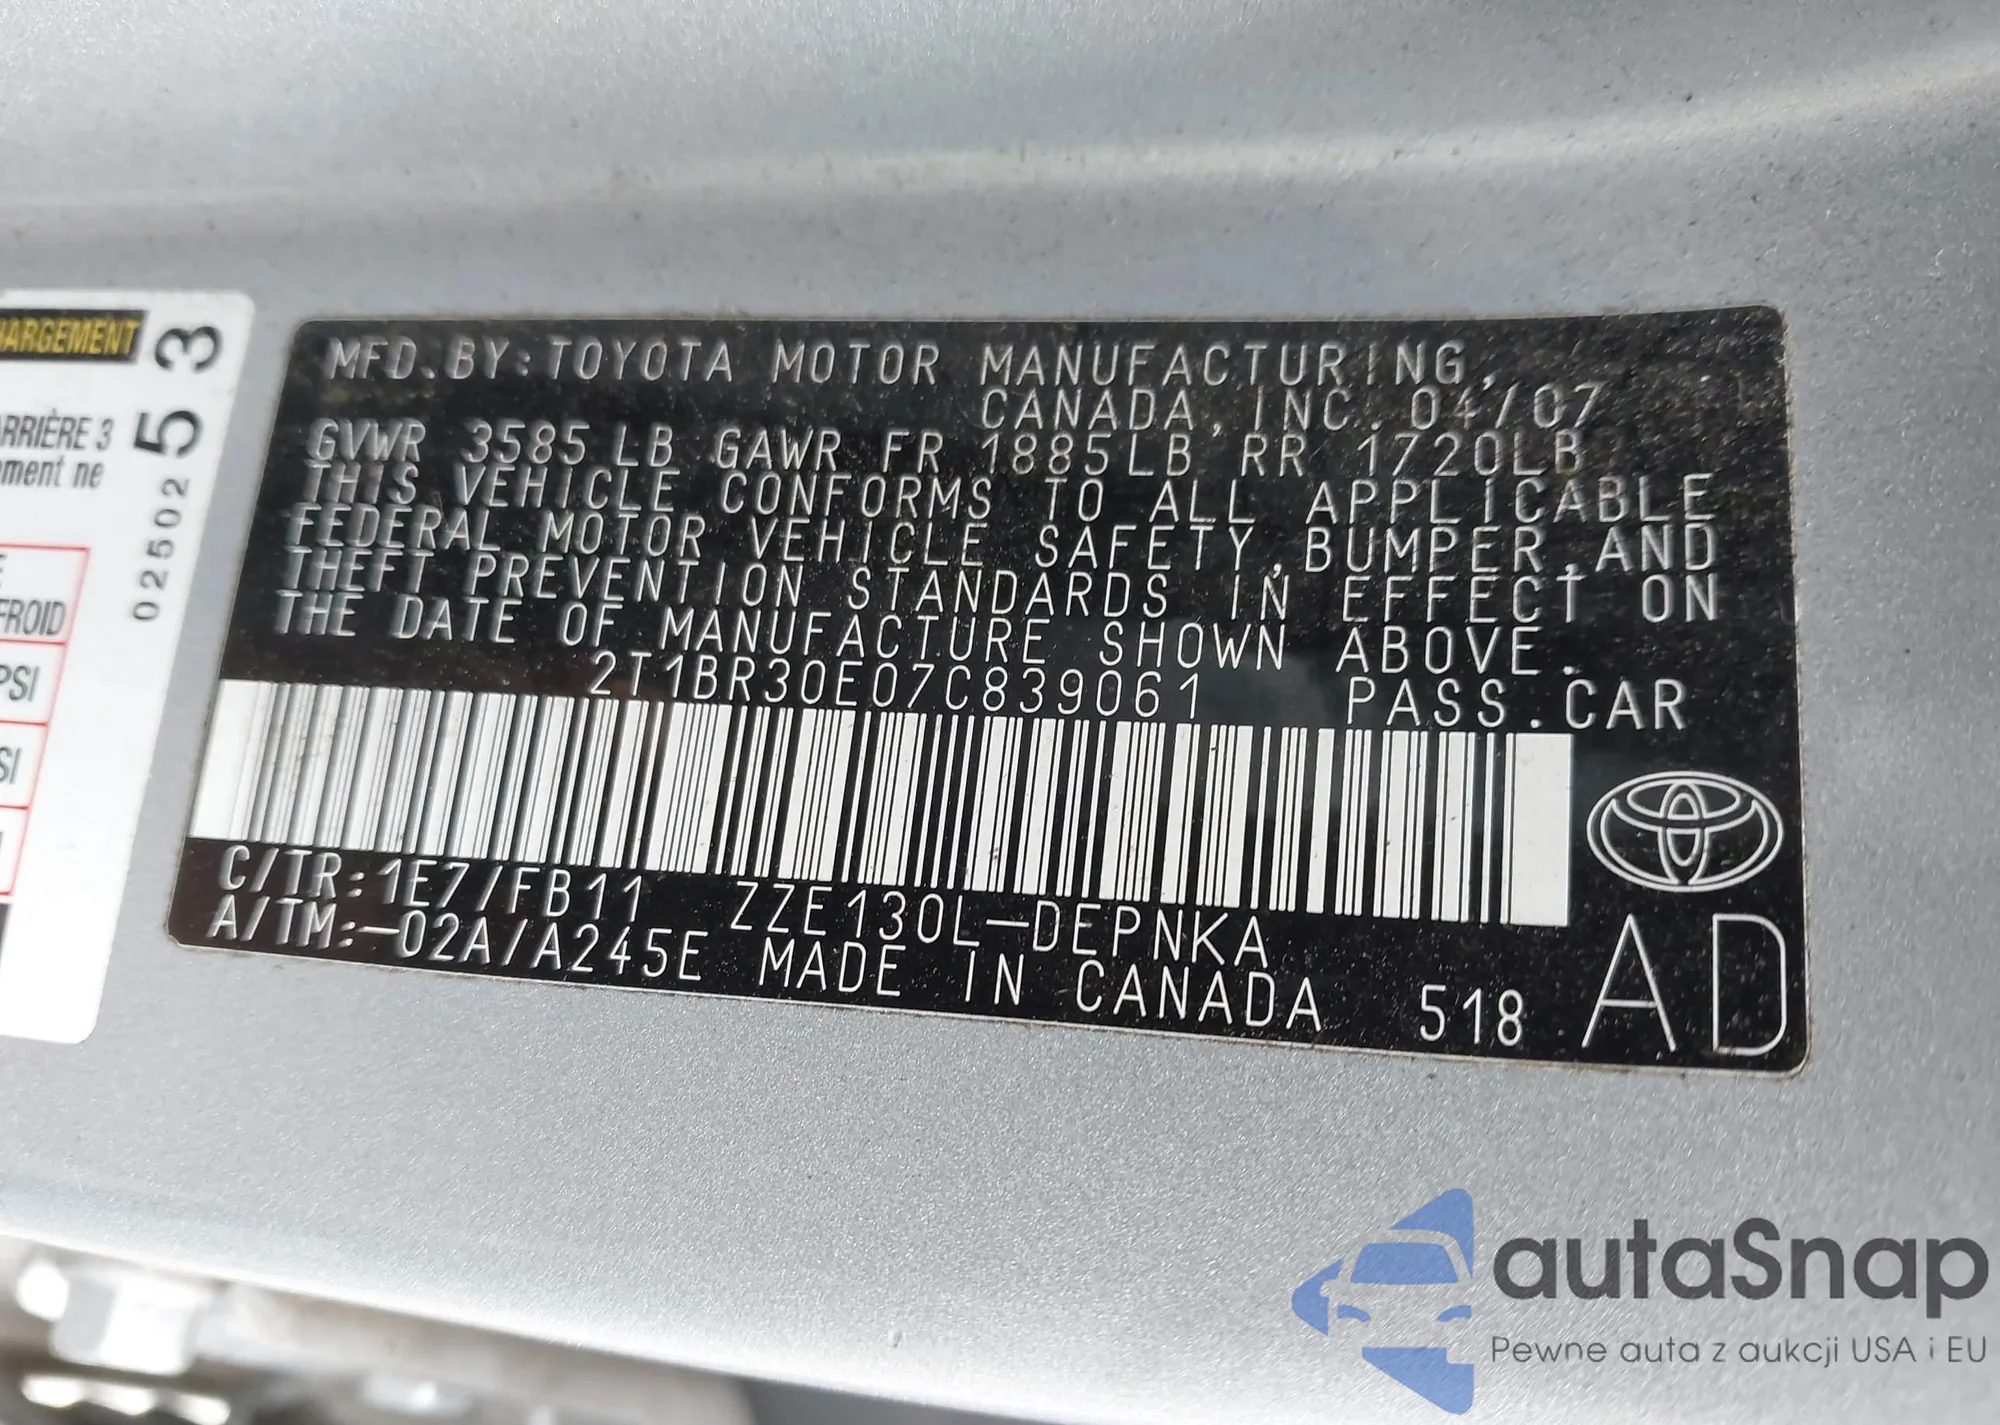 HARGEMENT
ARRIÈRE 3
ement ne
FROID
PSI
SI
02502 53
MFD. BY: TOYOTA MOTOR MANUFACTURING,
CANADA, INC. 04/07
GVWR 3585 LB GAWR FR 1885LB RR 1720LB
THIS VEHICLE CONFORMS TO ALL APPLICABLE
FEDERAL MOTOR VEHICLE SAFETY, BUMPER, AND
THEFT PREVENTION STANDARDS IN EFFECT ON
THE DATE OF MANUFACTURE SHOWN ABOVE.
2T1BR30E07C839061 PASS. CAR
C/TR: 1E7/FB11 ZZE130L-DEPNKA
A/TM:-02A/A245E MADE IN CANADA 518 AD
autaSnap
Pewne auta z aukcji USA i EU